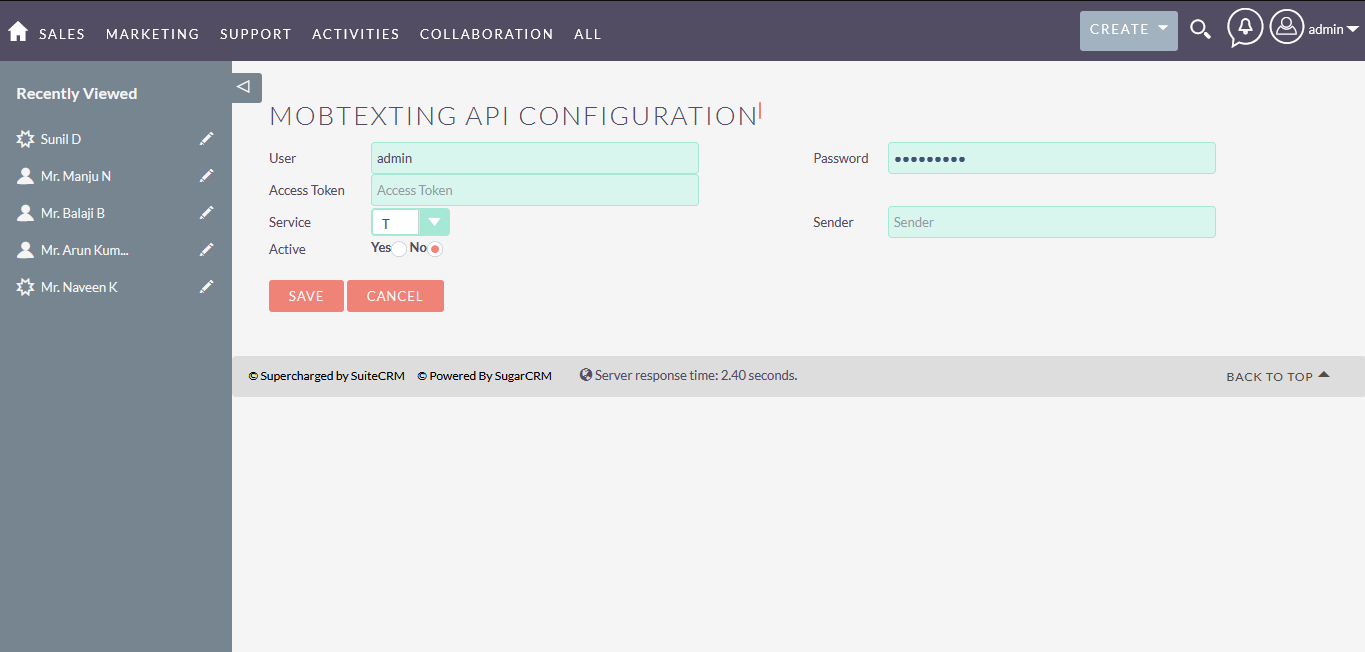 SALES MARKETING SUPPORT ACTIVITIES COLLABORATION ALL CREATE admin
Recently Viewed
Sunil D
Mr. Manju N
Mr. Balaji B
Mr. Arun Kum...
Mr. Naveen K
MOBTEXTING API CONFIGURATION
User admin Password •••••••••
Access Token Access Token
Service T Sender Sender
Active Yes No
SAVE CANCEL
© Supercharged by SuiteCRM © Powered By SugarCRM Server response time: 2.40 seconds. BACK TO TOP